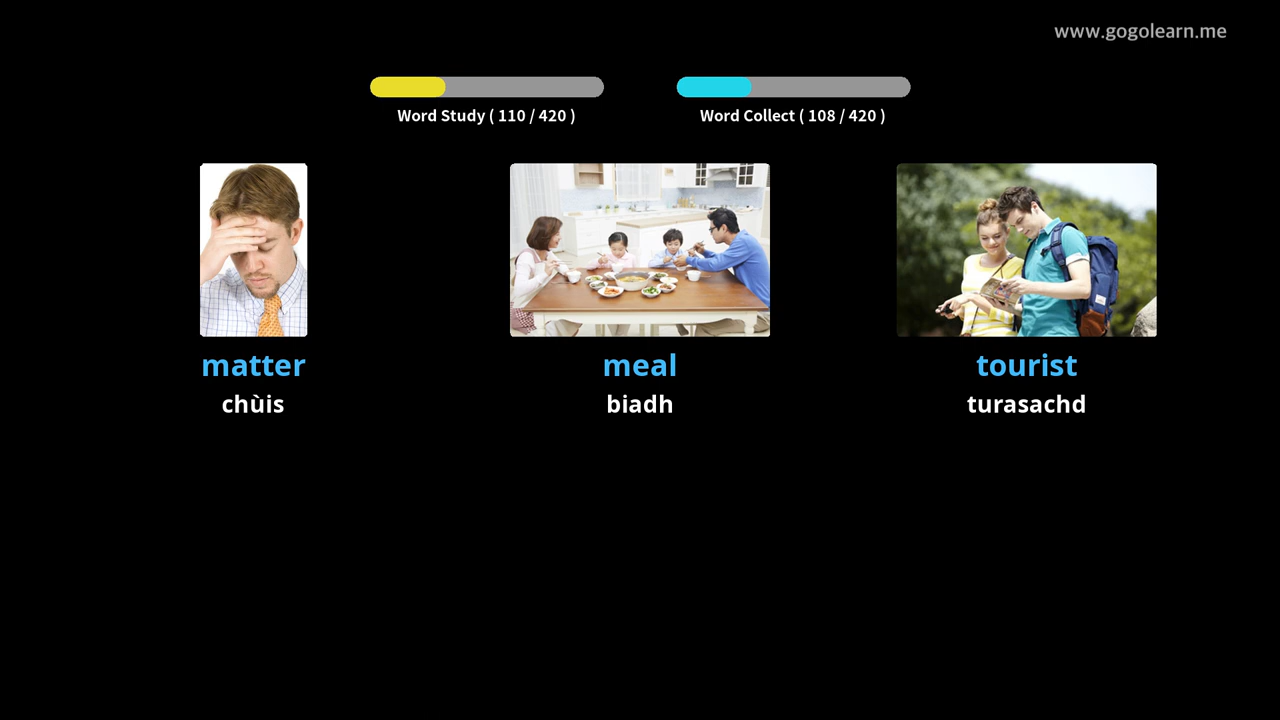 www.gogolearn.me
Word Study ( 110 / 420 )
Word Collect ( 108 / 420 )
matter
meal
tourist
chùis
biadh
turasachd